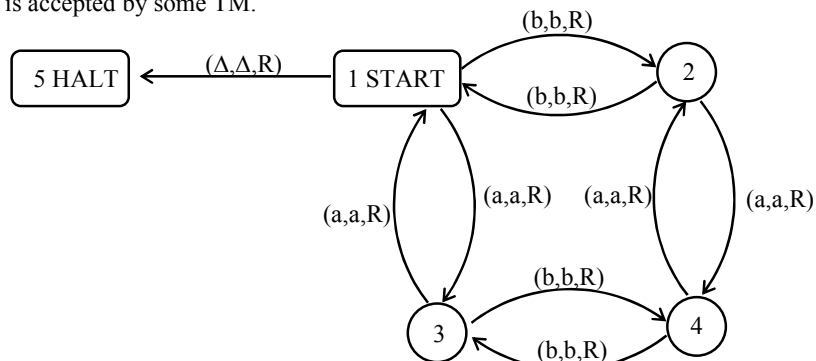 is accepted by some TM.
(b,b,R)
5 HALT
(Δ,Δ,R)
1 START
2
(b,b,R)
(a,a,R)
(a,a,R)
(a,a,R)
(a,a,R)
(b,b,R)
3
4
(b,b,R)